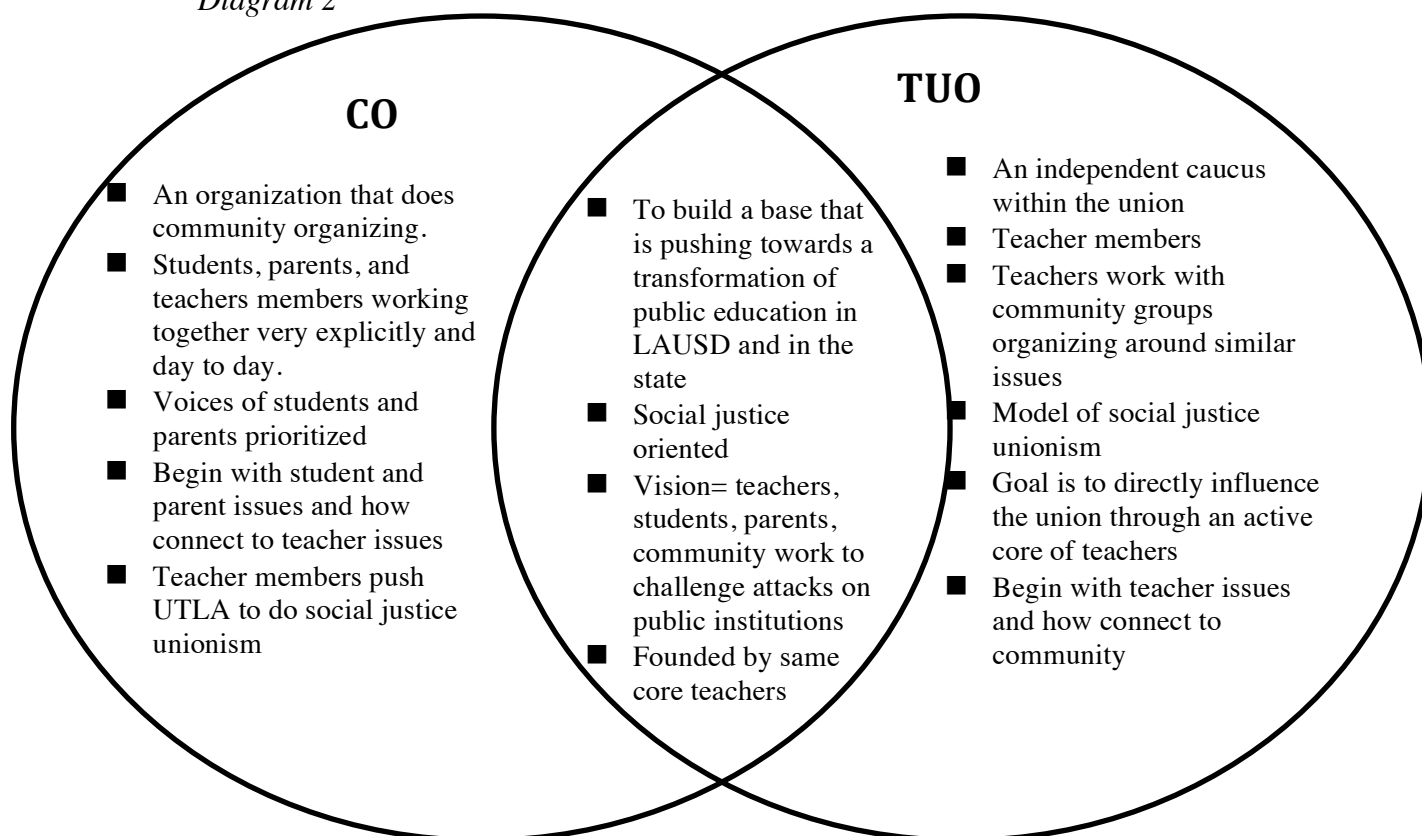 Diagram 2
CO
■ An organization that does
community organizing.
■ Students, parents, and
teachers members working
together very explicitly and
day to day.
■ Voices of students and
parents prioritized
■ Begin with student and
parent issues and how
connect to teacher issues
■ Teacher members push
UTLA to do social justice
unionism
■ To build a base that
is pushing towards a
transformation of
public education in
LAUSD and in the
state
■ Social justice
oriented
■ Vision= teachers,
students, parents,
community work to
challenge attacks on
public institutions
■ Founded by same
core teachers
TUO
■ An independent caucus
within the union
■ Teacher members
■ Teachers work with
community groups
organizing around similar
issues
■ Model of social justice
unionism
■ Goal is to directly influence
the union through an active
core of teachers
■ Begin with teacher issues
and how connect to
community